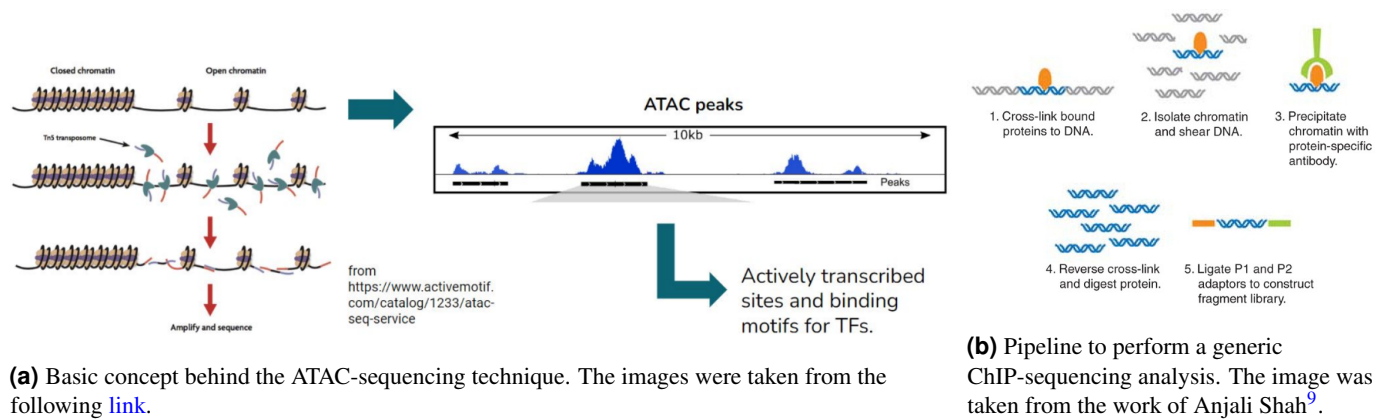 Closed chromatin
Open chromatin
Tn5 transposome
Amplify and sequence
from
https://www.activemotif.
com/catalog/1233/atac-
seq-service
ATAC peaks
10kb
Peaks
Actively transcribed
sites and binding
motifs for TFs.
(a) Basic concept behind the ATAC-sequencing technique. The images were taken from the
following link.
1. Cross-link bound
proteins to DNA.
2. Isolate chromatin
and shear DNA.
3. Precipitate
chromatin with
protein-specific
antibody.
4. Reverse cross-link
and digest protein.
5. Ligate P1 and P2
adaptors to construct
fragment library.
(b) Pipeline to perform a generic
ChIP-sequencing analysis. The image was
taken from the work of Anjali Shah9.